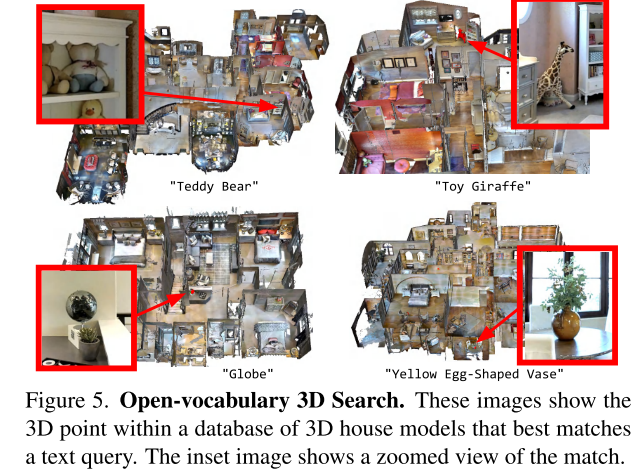 "Teddy Bear"
"Toy Giraffe"
"Globe"
"Yellow Egg-Shaped Vase"
Figure 5. Open-vocabulary 3D Search. These images show the
3D point within a database of 3D house models that best matches
a text query. The inset image shows a zoomed view of the match.